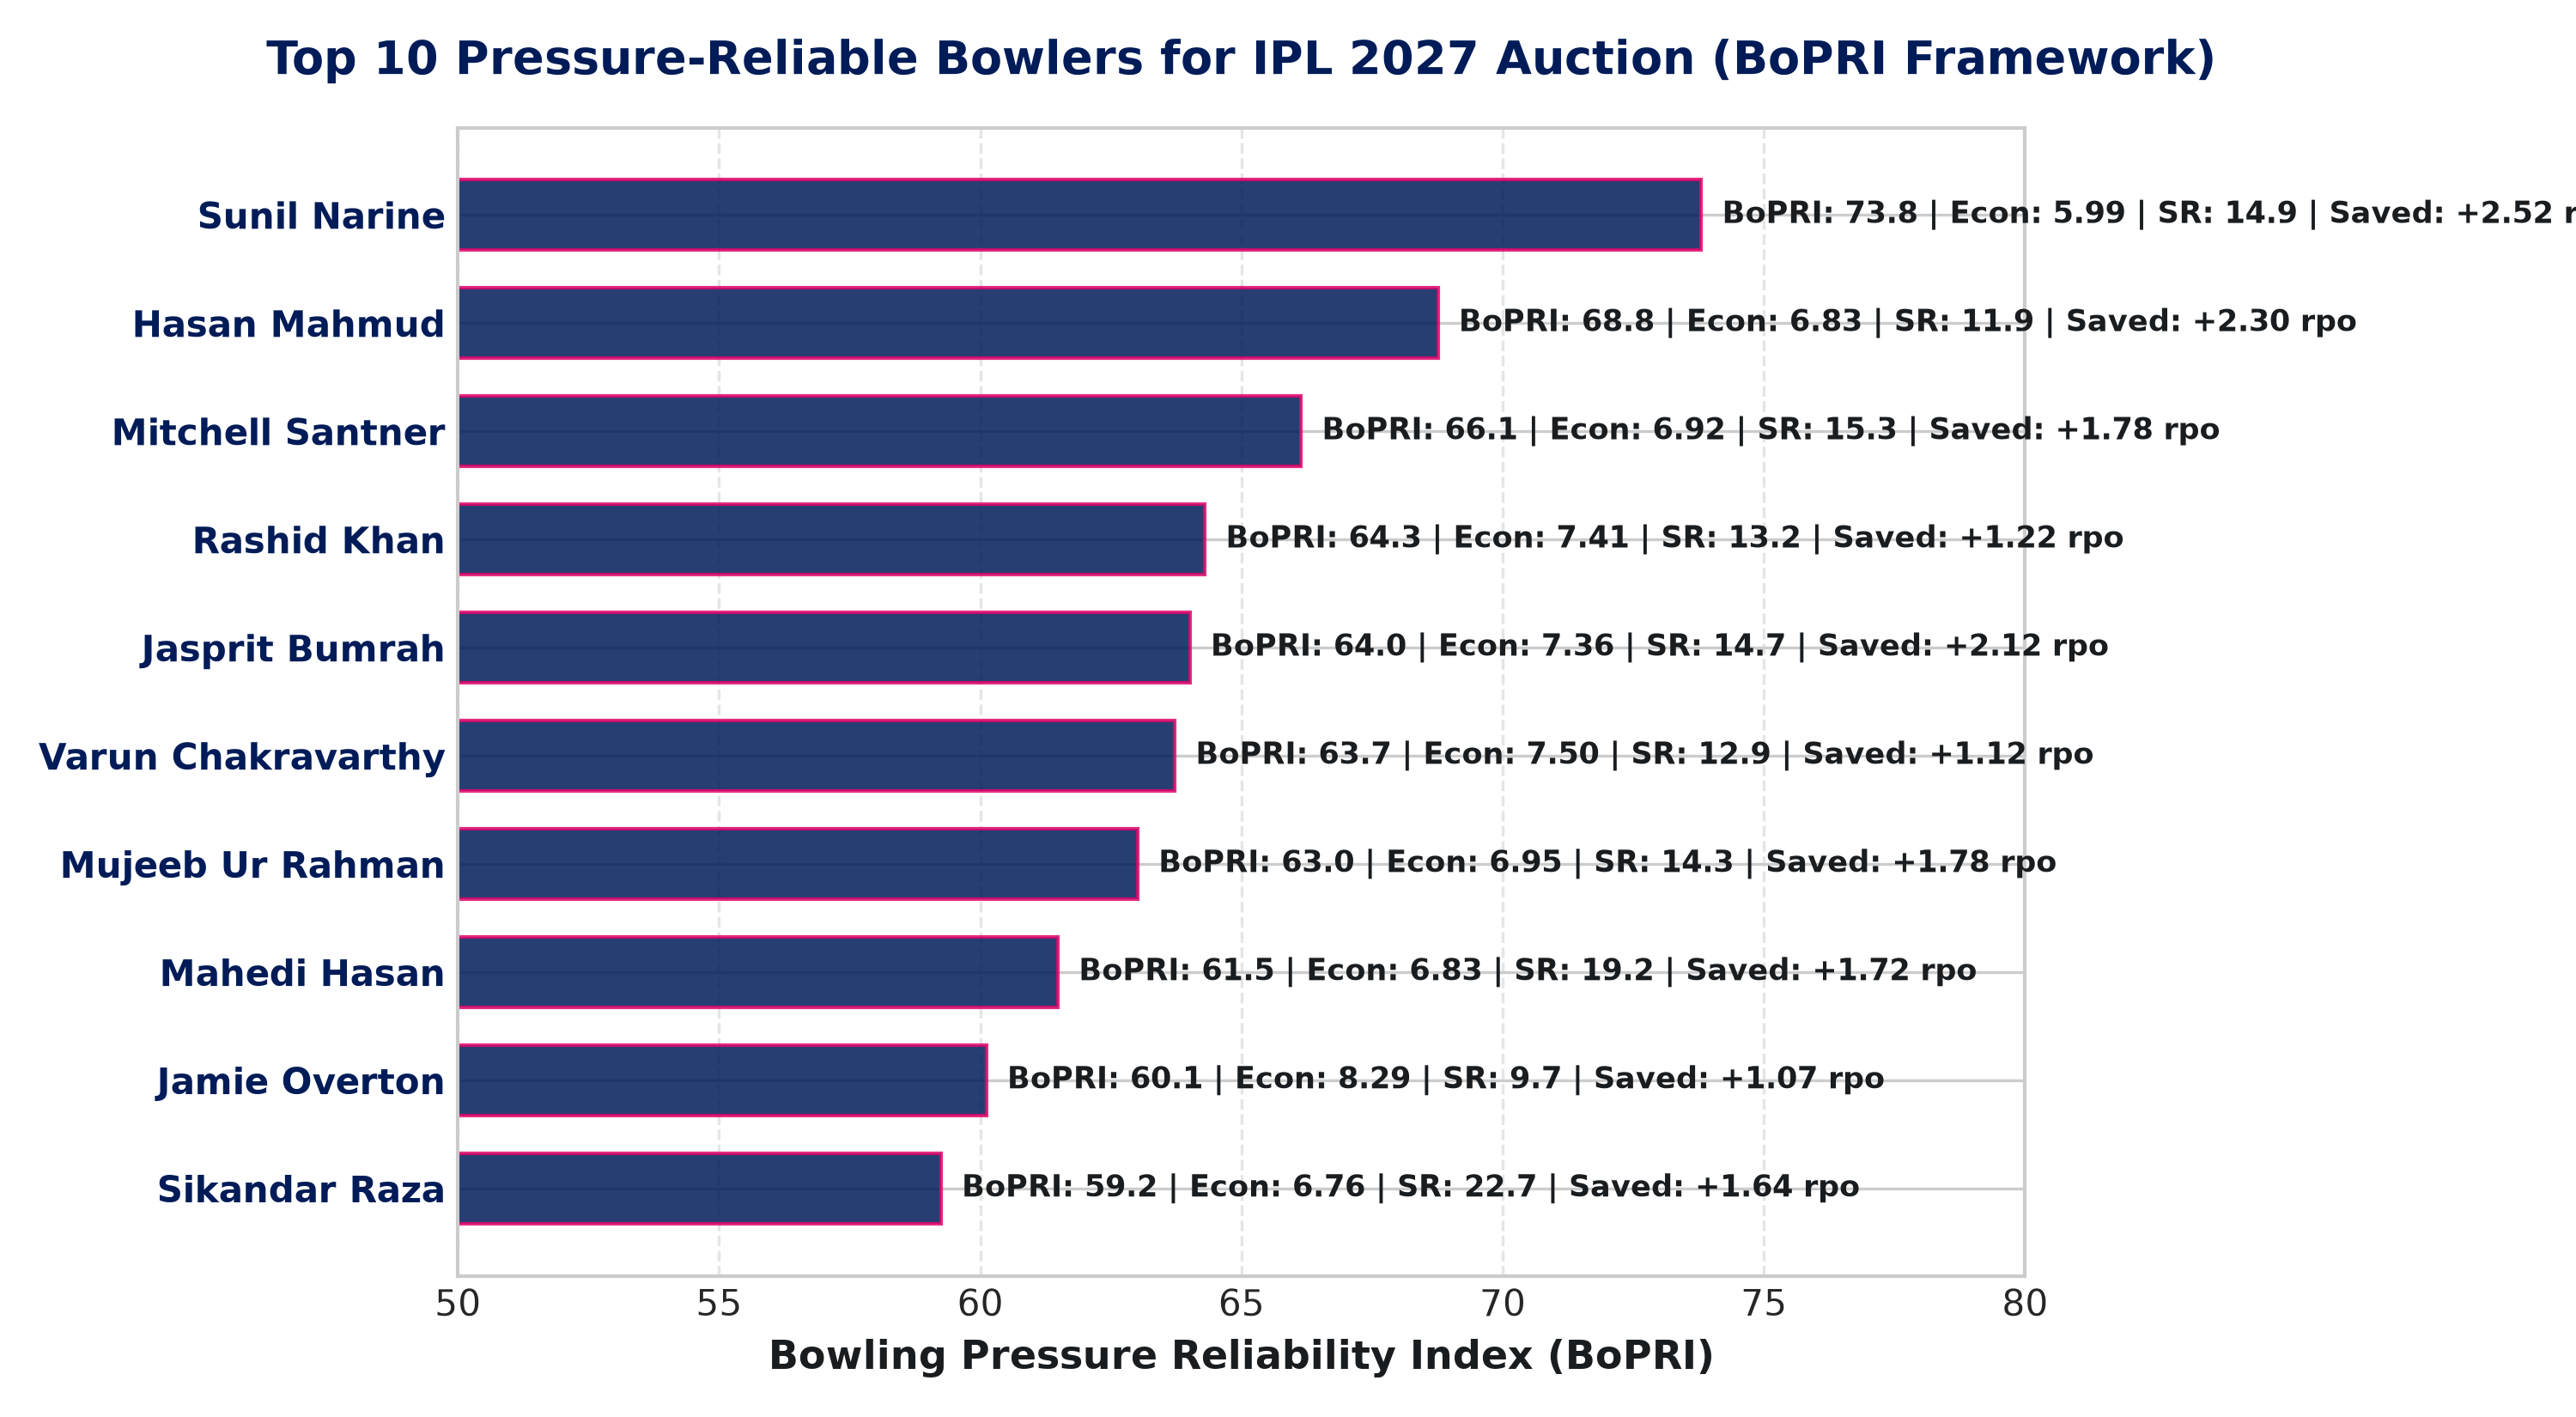 Top 10 Pressure-Reliable Bowlers for IPL 2027 Auction (BoPRI Framework)
Sunil Narine BoPRI: 73.8 | Econ: 5.99 | SR: 14.9 | Saved: +2.52 r
Hasan Mahmud BoPRI: 68.8 | Econ: 6.83 | SR: 11.9 | Saved: +2.30 rpo
Mitchell Santner BoPRI: 66.1 | Econ: 6.92 | SR: 15.3 | Saved: +1.78 rpo
Rashid Khan BoPRI: 64.3 | Econ: 7.41 | SR: 13.2 | Saved: +1.22 rpo
Jasprit Bumrah BoPRI: 64.0 | Econ: 7.36 | SR: 14.7 | Saved: +2.12 rpo
Varun Chakravarthy BoPRI: 63.7 | Econ: 7.50 | SR: 12.9 | Saved: +1.12 rpo
Mujeeb Ur Rahman BoPRI: 63.0 | Econ: 6.95 | SR: 14.3 | Saved: +1.78 rpo
Mahedi Hasan BoPRI: 61.5 | Econ: 6.83 | SR: 19.2 | Saved: +1.72 rpo
Jamie Overton BoPRI: 60.1 | Econ: 8.29 | SR: 9.7 | Saved: +1.07 rpo
Sikandar Raza BoPRI: 59.2 | Econ: 6.76 | SR: 22.7 | Saved: +1.64 rpo
50 55 60 65 70 75 80
Bowling Pressure Reliability Index (BoPRI)